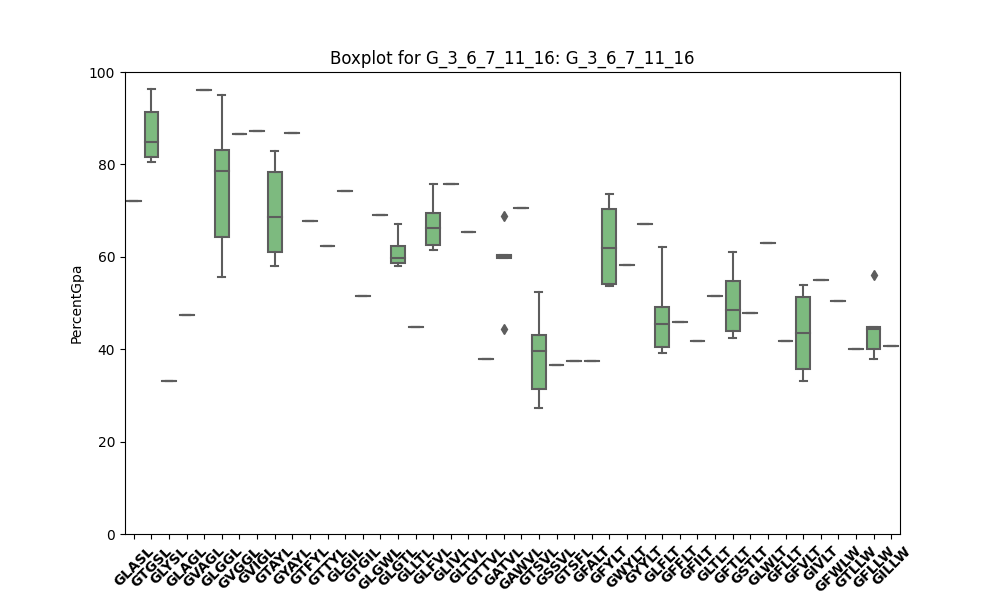 Boxplot for G_3_6_7_11_16: G_3_6_7_11_16
PercentGpa
100
80
60
40
20
0
GLASL
GTGSL
GLYSL
GLAGL
GVAGL
GLGGL
GVGGL
GVIGL
GTAYL
GYAYL
GTFYL
GTTYL
GLGIL
GTGIL
GLGWL
GLGTL
GLLTL
GLFVL
GLIVL
GLTVL
GTTVL
GATVL
GAWVL
GTSVL
GSSVL
GTSFL
GFALT
GFYLT
GWYLT
GYYLT
GLFLT
GFFLT
GFILT
GLTLT
GFTLT
GSTLT
GLWLT
GFLLT
GFVLT
GIVLT
GFWLW
GTLLW
GFLLW
GILLW